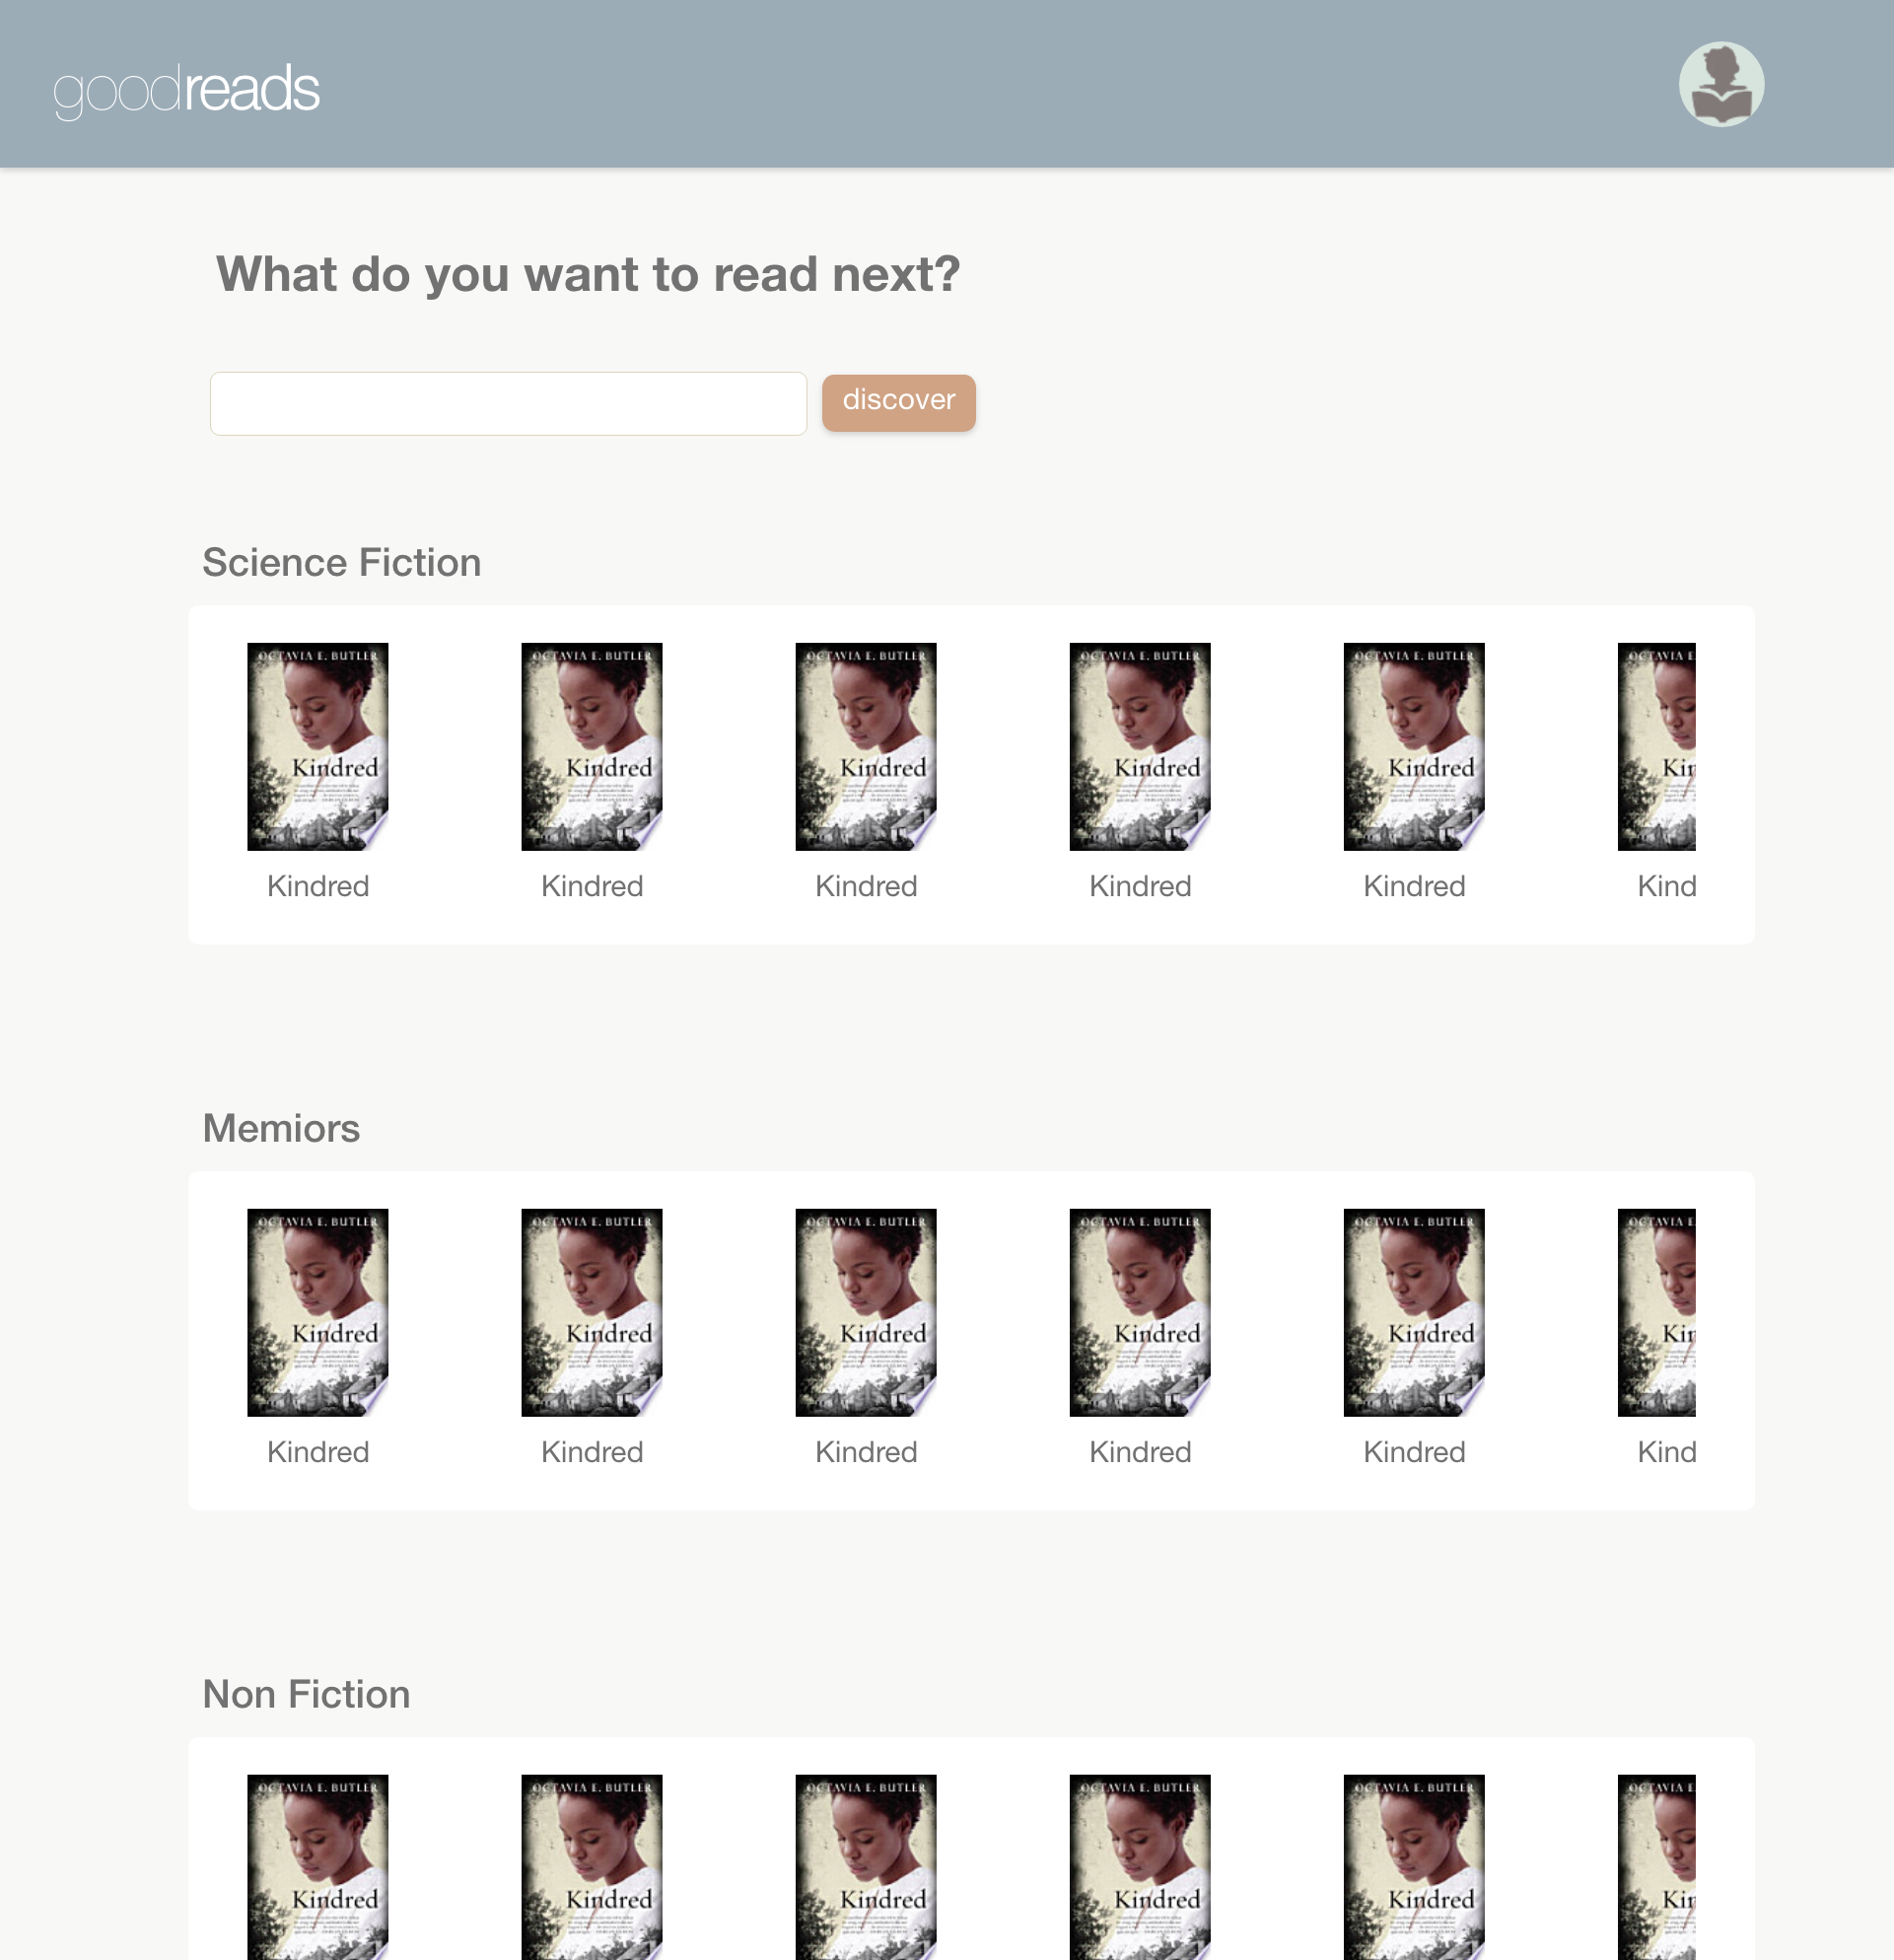 goodreads
What do you want to read next?
discover
Science Fiction
OCTAVIA E. BUTLER OCTAVIA E. BUTLER OCTAVIA E. BUTLER OCTAVIA E. BUTLER OCTAVIA E. BUTLER OCTAVIA E.
Kindred Kindred Kindred Kindred Kindred Kin
Kindred Kindred Kindred Kindred Kindred Kind
Memiors
OCTAVIA E. BUTLER OCTAVIA E. BUTLER OCTAVIA E. BUTLER OCTAVIA E. BUTLER OCTAVIA E. BUTLER OCTAVIA E.
Kindred Kindred Kindred Kindred Kindred Kin
Kindred Kindred Kindred Kindred Kindred Kind
Non Fiction
OCTAVIA E. BUTLER OCTAVIA E. BUTLER OCTAVIA E. BUTLER OCTAVIA E. BUTLER OCTAVIA E. BUTLER OCTAVIA E.
Kindred Kindred Kindred Kindred Kindred Kin